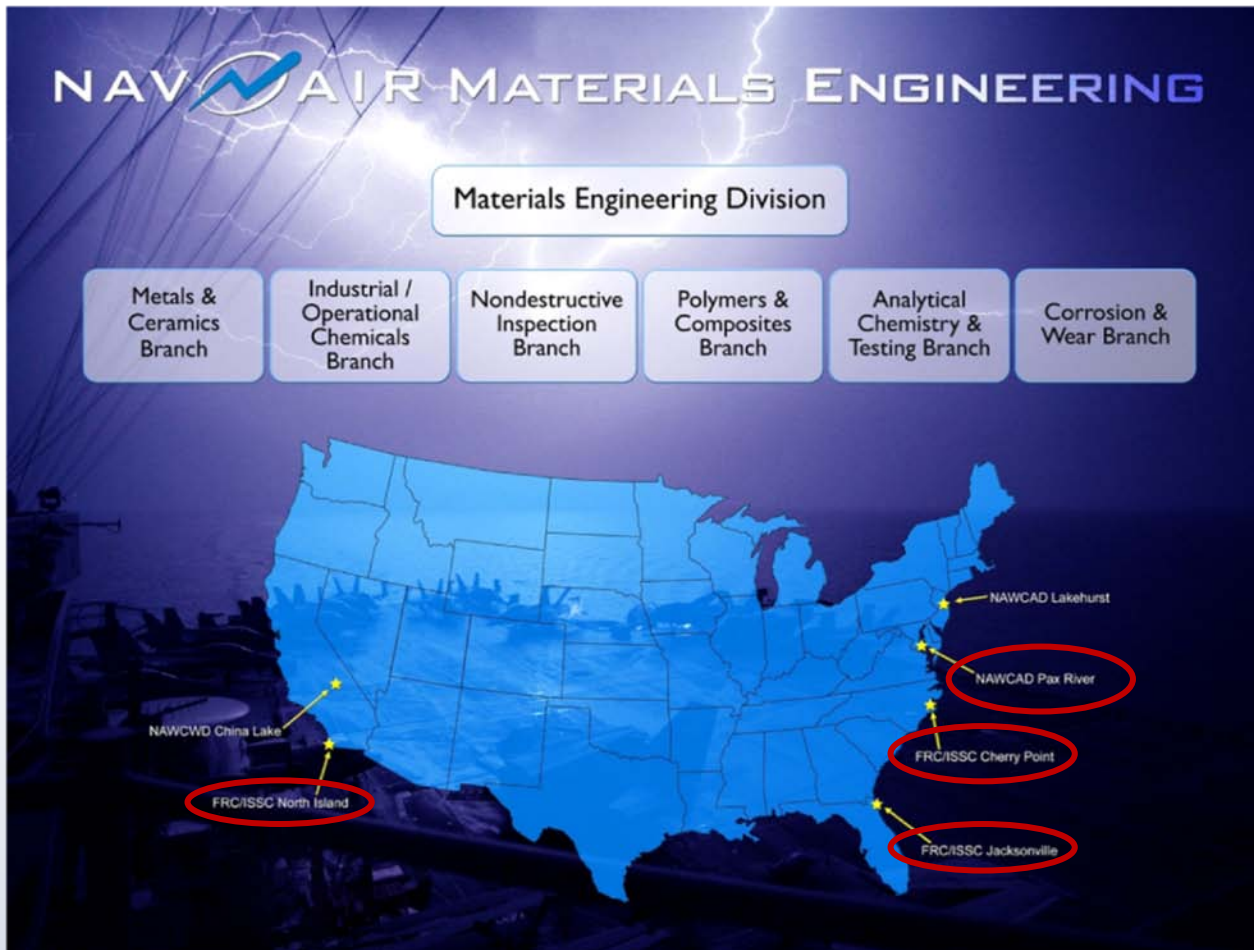 NAVAIR MATERIALS ENGINEERING
Materials Engineering Division
Metals &
Ceramics
Branch
Industrial /
Operational
Chemicals
Branch
Nondestructive
Inspection
Branch
Polymers &
Composites
Branch
Analytical
Chemistry &
Testing Branch
Corrosion &
Wear Branch
NAWCAD Lakehurst
NAWCAD Pax River
NAWCWD China Lake
FRC/ISSC Cherry Point
FRC/ISSC North Island
FRC/ISSC Jacksonville